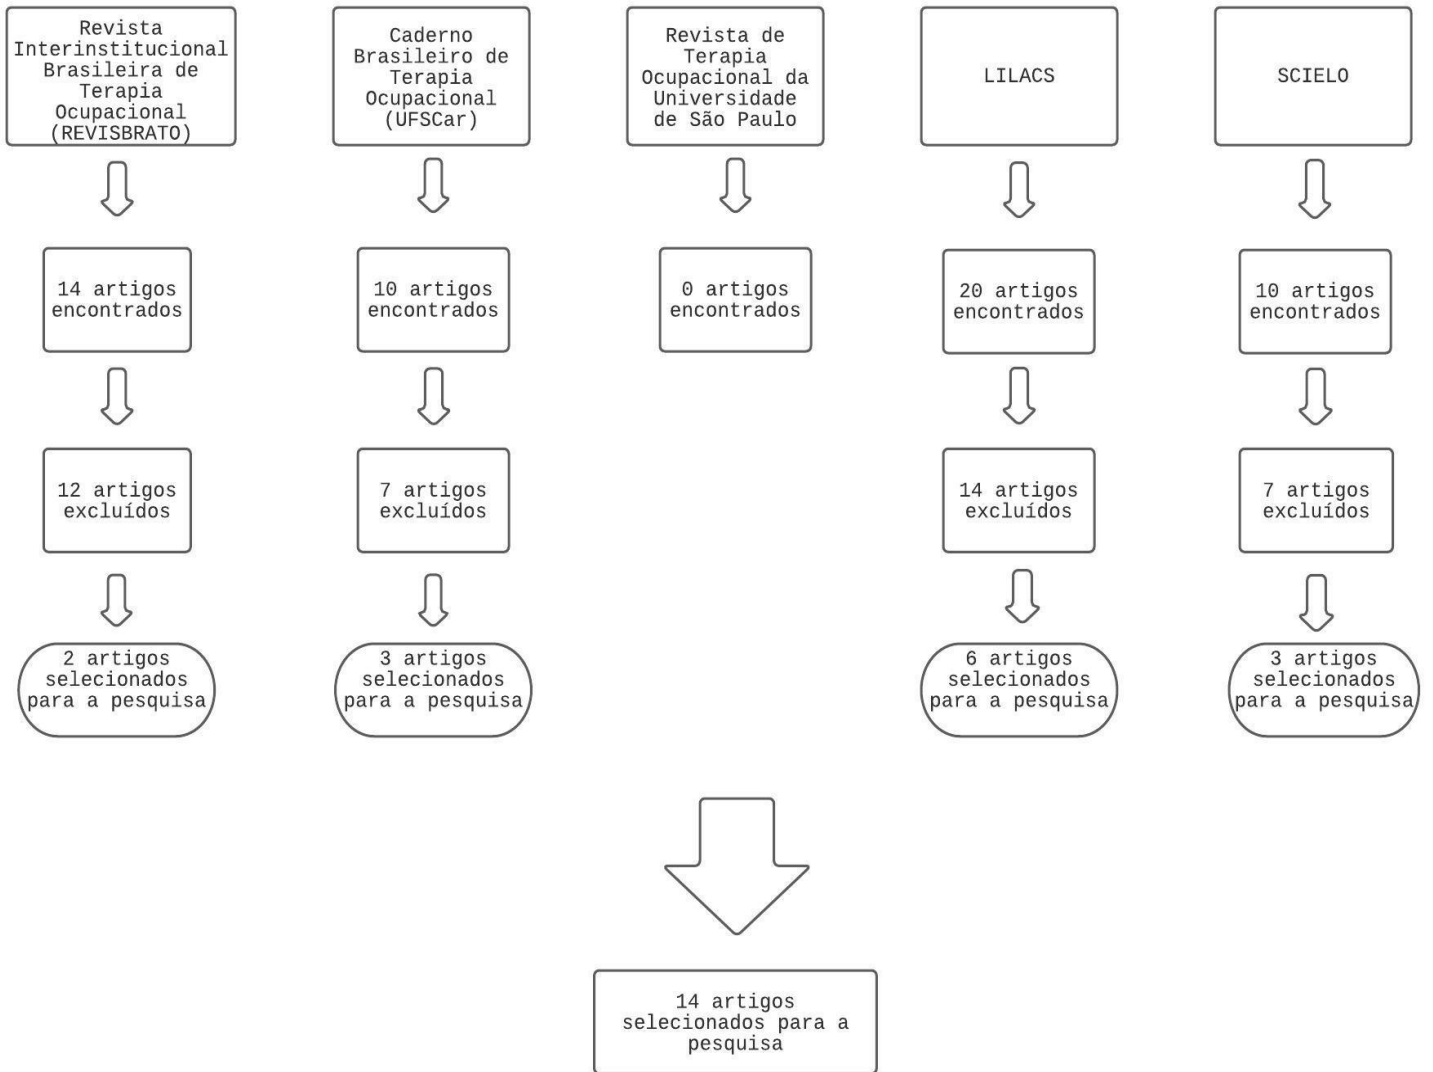 Revista
Interinstitucional
Brasileira de
Terapia
Ocupacional
(REVISBRATO)
Caderno
Brasileiro de
Terapia
Ocupacional
(UFSCar)
Revista de
Terapia
Ocupacional da
Universidade
de São Paulo
LILACS
SCIELO
14 artigos
encontrados
10 artigos
encontrados
0 artigos
encontrados
20 artigos
encontrados
10 artigos
encontrados
12 artigos
excluídos
7 artigos
excluídos
14 artigos
excluídos
7 artigos
excluídos
2 artigos
selecionados
para a pesquisa
3 artigos
selecionados
para a pesquisa
6 artigos
selecionados
para a pesquisa
3 artigos
selecionados
para a pesquisa
14 artigos
selecionados para a
pesquisa